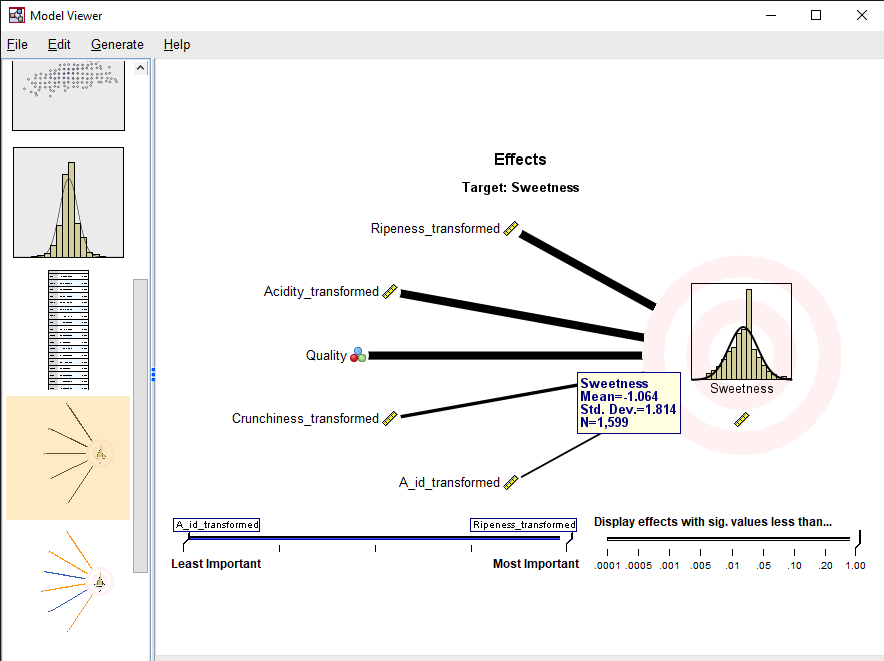 Model Viewer
File Edit Generate Help
Effects
Target: Sweetness
Ripeness_transformed
Acidity_transformed
Quality
Crunchiness_transformed
A_id_transformed
Sweetness
Mean=-1.064
Std. Dev.=1.814
N=1,599
Sweetness
A_id_transformed
Ripeness_transformed
Least Important
Most Important
Display effects with sig. values less than...
.0001 .0005 .001 .005 .01 .05 .10 .20 1.00